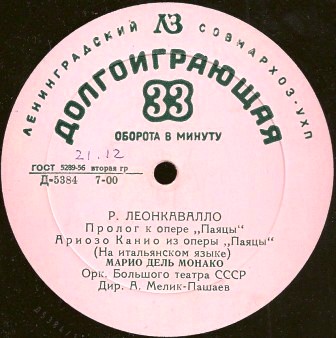 ЛЕНИНГРАДСКИЙ ЛЗ СОВНАРХОЗ-УХП
ДОЛГОИГРАЮЩАЯ
33
ОБОРОТА В МИНУТУ
21.12
ГОСТ 5289-56 вторая гр
Д-5384 7-00
Р. ЛЕОНКАВАЛЛО
Пролог к опере „Паяцы"
Ариозо Канио из оперы „Паяцы"
(На итальянском языке)
МАРИО ДЕЛЬ МОНАКО
Орк. Большого театра СССР
Дир. А. Мелик-Пашаев